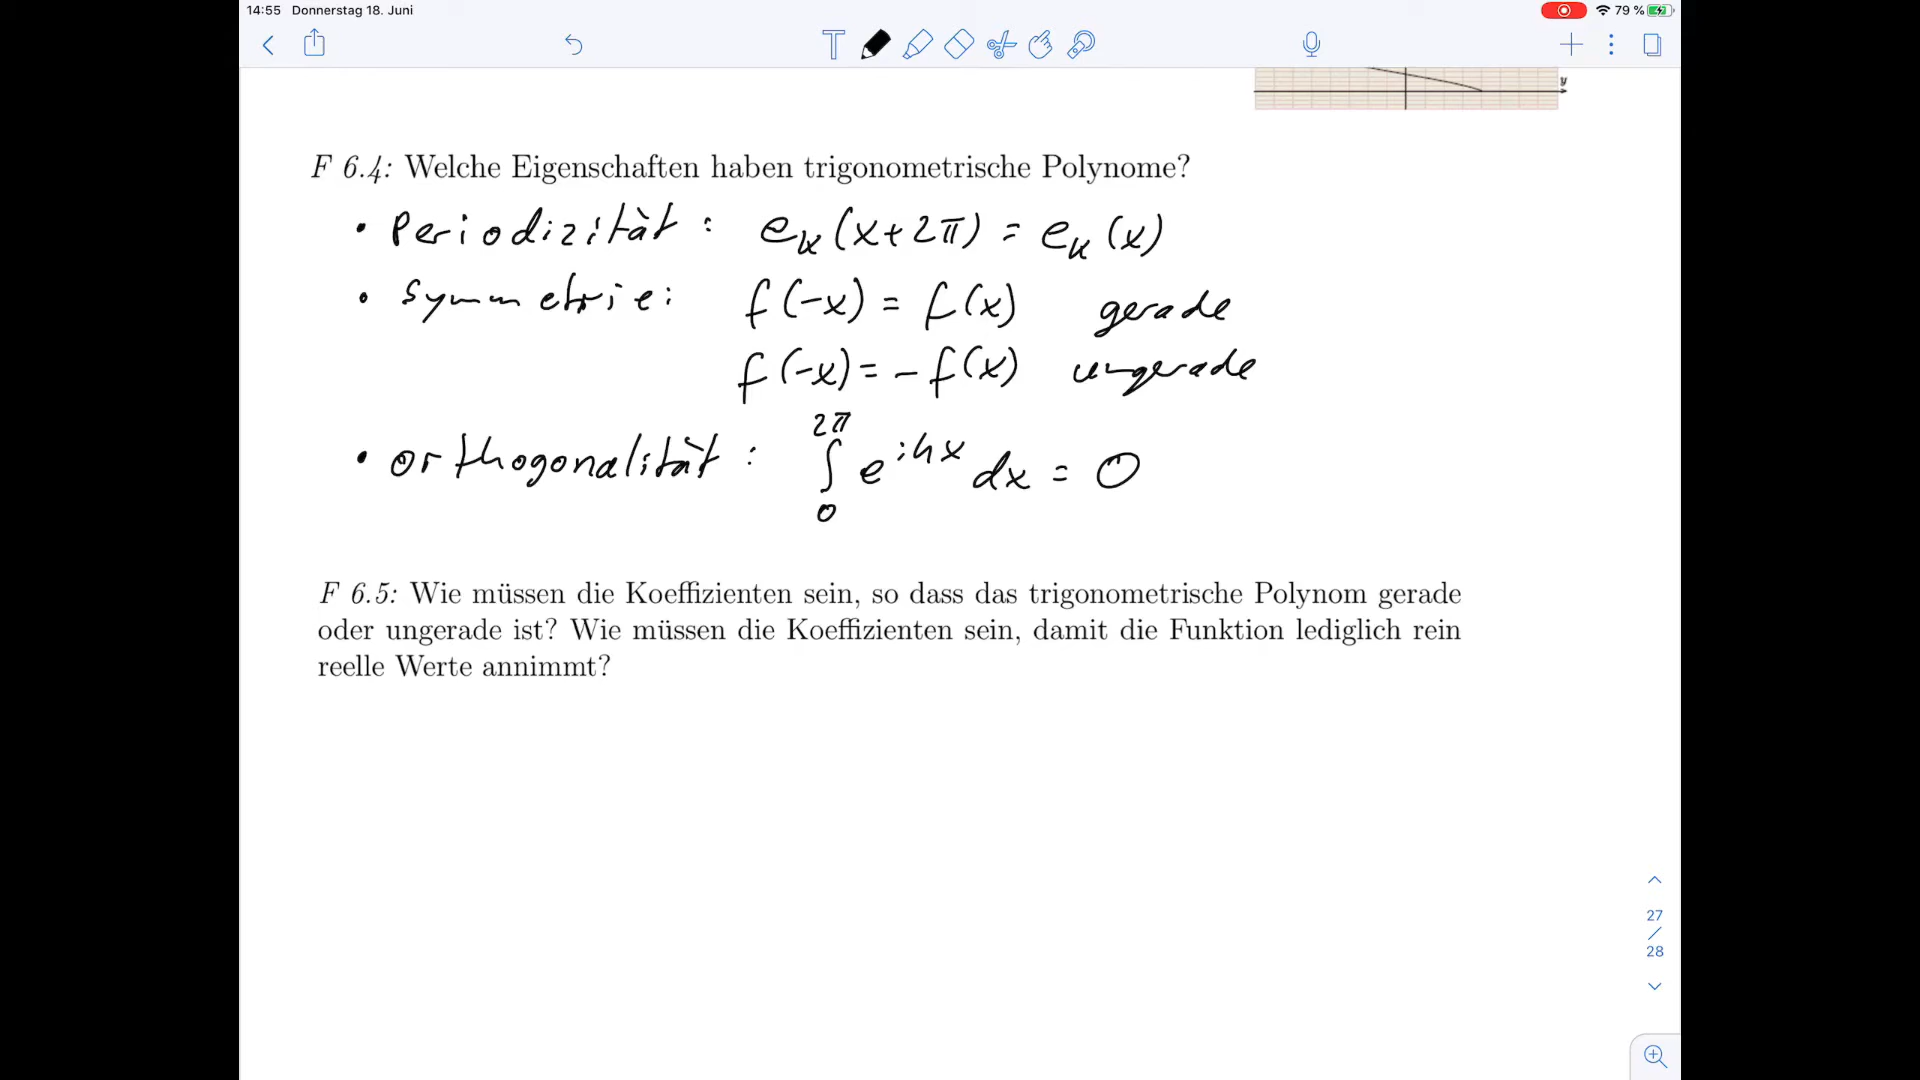 14:55 Donnerstag 18. Juni 79 %
T
y
F 6.4: Welche Eigenschaften haben trigonometrische Polynome?
• Periodizität : e_k (x+2π) = e_k (x)
• Symmetrie: f(-x) = f(x) gerade
f(-x) = - f(x) ungerade
• Orthogonalität : ∫_0^{2π} e^{ikx} dx = 0
F 6.5: Wie müssen die Koeffizienten sein, so dass das trigonometrische Polynom gerade
oder ungerade ist? Wie müssen die Koeffizienten sein, damit die Funktion lediglich rein
reelle Werte annimmt?
27
/
28